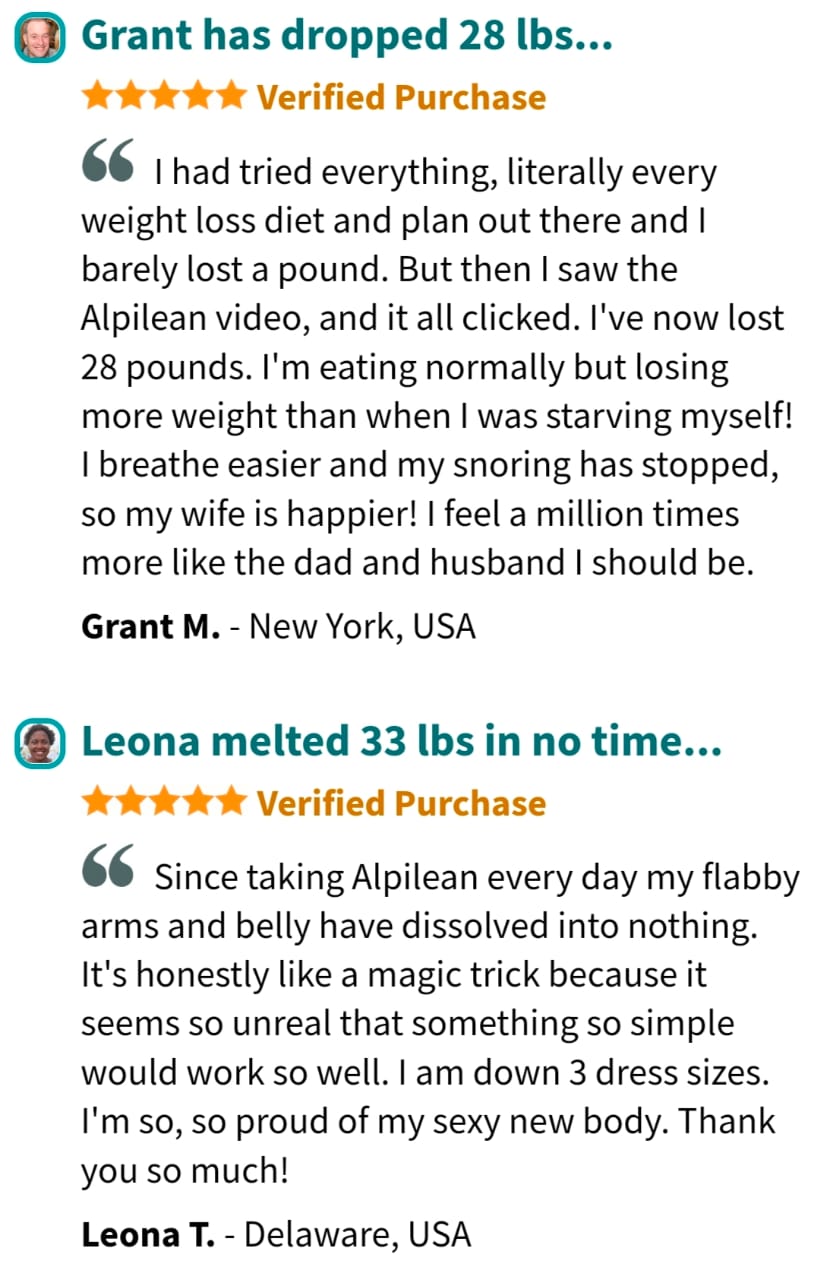 Grant has dropped 28 lbs...
Verified Purchase
“ I had tried everything, literally every
weight loss diet and plan out there and I
barely lost a pound. But then I saw the
Alpilean video, and it all clicked. I've now lost
28 pounds. I'm eating normally but losing
more weight than when I was starving myself!
I breathe easier and my snoring has stopped,
so my wife is happier! I feel a million times
more like the dad and husband I should be.
Grant M. - New York, USA
Leona melted 33 lbs in no time...
Verified Purchase
“ Since taking Alpilean every day my flabby
arms and belly have dissolved into nothing.
It's honestly like a magic trick because it
seems so unreal that something so simple
would work so well. I am down 3 dress sizes.
I'm so, so proud of my sexy new body. Thank
you so much!
Leona T. - Delaware, USA